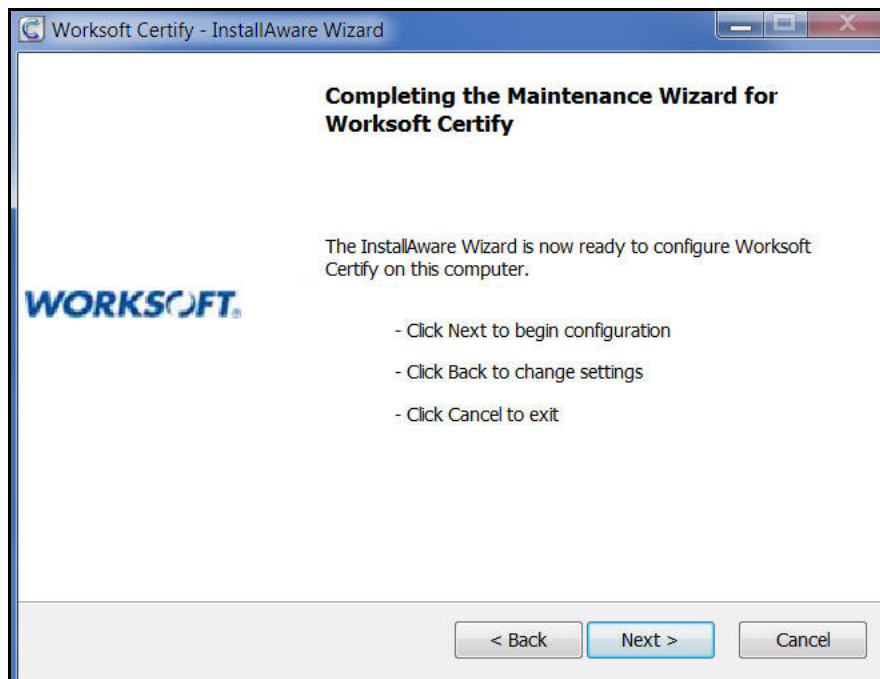 Worksoft Certify - InstallAware Wizard
Completing the Maintenance Wizard for
Worksoft Certify
The InstallAware Wizard is now ready to configure Worksoft
Certify on this computer.
WORKSOFT®
- Click Next to begin configuration
- Click Back to change settings
- Click Cancel to exit
< Back
Next >
Cancel